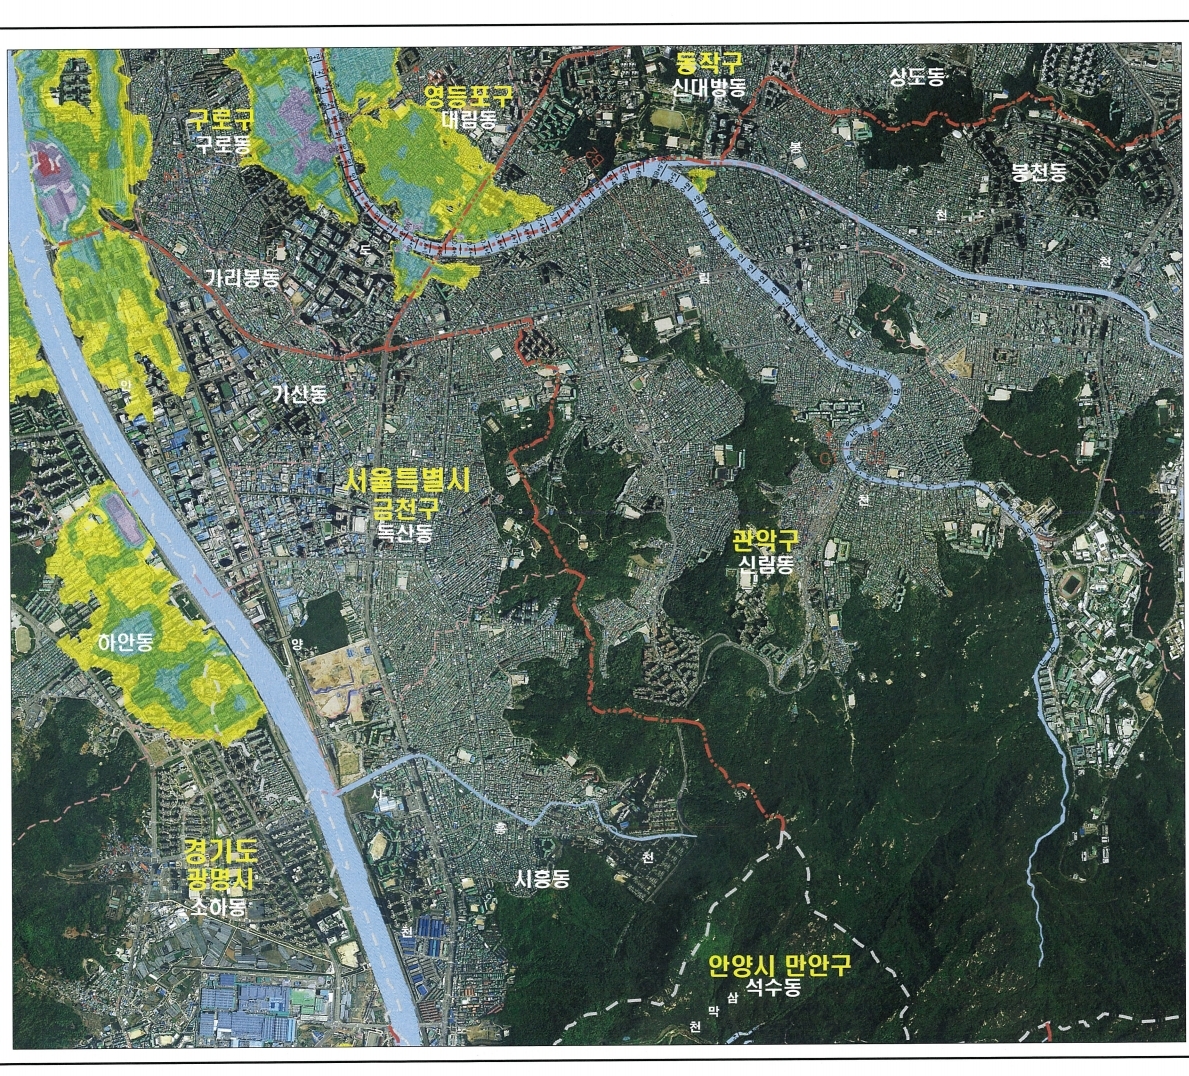 동작구
신대방동
상도동
영등포구
대림동
구로구
구로동
봉
봉천동
천
천
도
가리봉동
림
안
가산동
서울특별시
금천구
독산동
천
관악구
신림동
하안동
양
시
흥
천
시흥동
경기도
광명시
소하동
천
안양시 만안구
석수동
삼
막
천